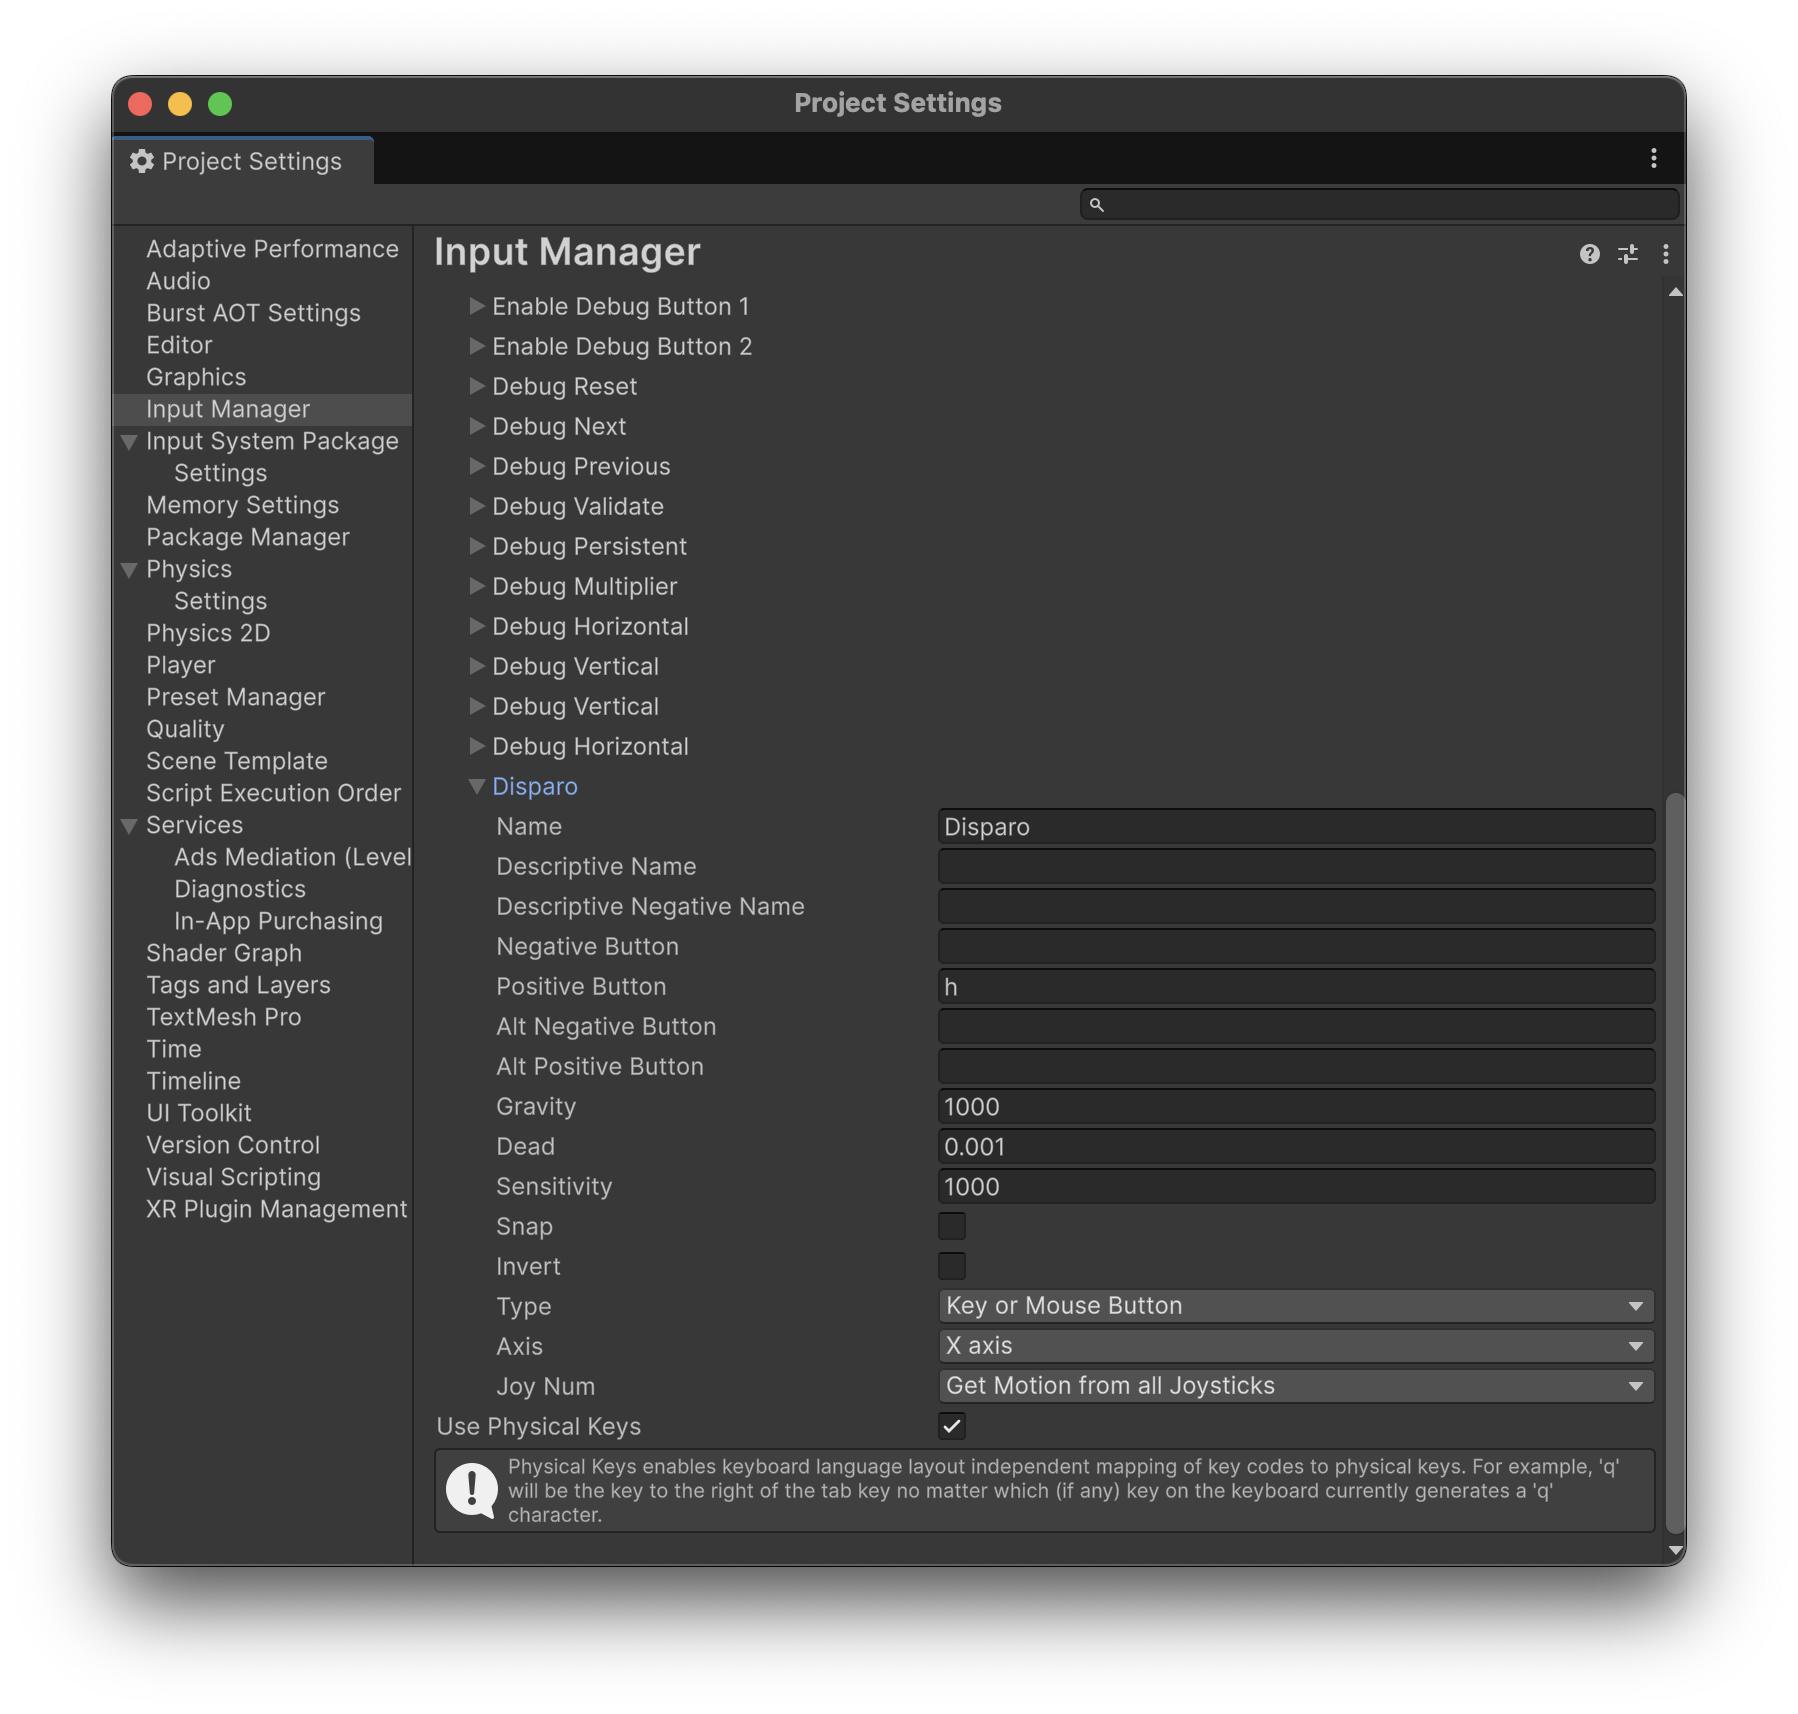 Project Settings
Project Settings
Adaptive Performance
Audio
Burst AOT Settings
Editor
Graphics
Input Manager
Input System Package
Settings
Memory Settings
Package Manager
Physics
Settings
Physics 2D
Player
Preset Manager
Quality
Scene Template
Script Execution Order
Services
Ads Mediation (Level
Diagnostics
In-App Purchasing
Shader Graph
Tags and Layers
TextMesh Pro
Time
Timeline
UI Toolkit
Version Control
Visual Scripting
XR Plugin Management
Input Manager
Enable Debug Button 1
Enable Debug Button 2
Debug Reset
Debug Next
Debug Previous
Debug Validate
Debug Persistent
Debug Multiplier
Debug Horizontal
Debug Vertical
Debug Vertical
Debug Horizontal
Disparo
Name Disparo
Descriptive Name
Descriptive Negative Name
Negative Button
Positive Button h
Alt Negative Button
Alt Positive Button
Gravity 1000
Dead 0.001
Sensitivity 1000
Snap
Invert
Type Key or Mouse Button
Axis X axis
Joy Num Get Motion from all Joysticks
Use Physical Keys
Physical Keys enables keyboard language layout independent mapping of key codes to physical keys. For example, 'q'
will be the key to the right of the tab key no matter which (if any) key on the keyboard currently generates a 'q'
character.